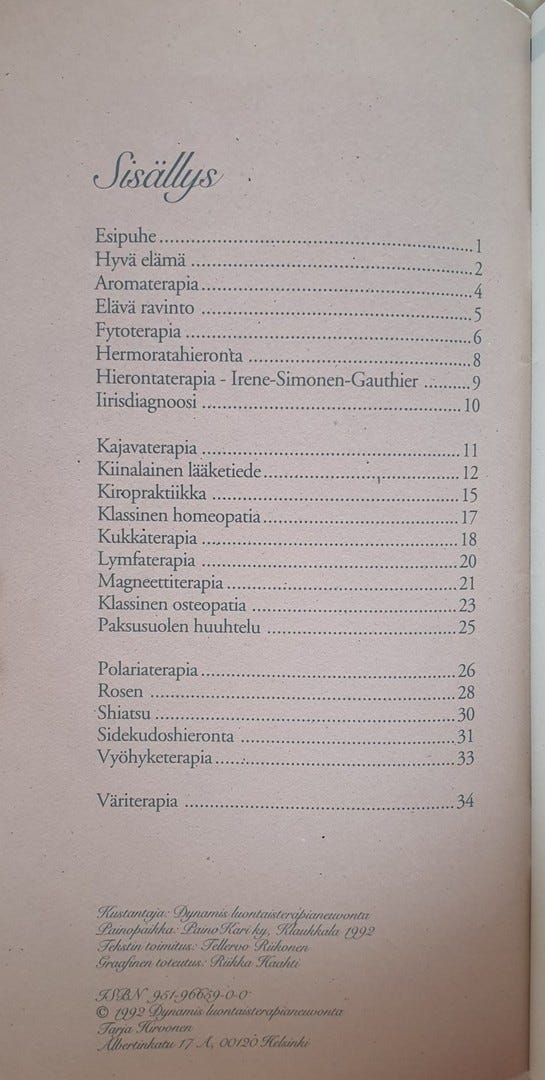 Sisällys
Esipuhe 1
Hyvä elämä 2
Aromaterapia 4
Elävä ravinto 5
Fytoterapia 6
Hermoratahieronta 8
Hierontaterapia - Irene-Simonen-Gauthier 9
Iirisdiagnoosi 10
Kajavaterapia 11
Kiinalainen lääketiede 12
Kiropraktiikka 15
Klassinen homeopatia 17
Kukkaterapia 18
Lymfaterapia 20
Magneettiterapia 21
Klassinen osteopatia 23
Paksusuolen huuhtelu 25
Polariaterapia 26
Rosen 28
Shiatsu 30
Sidekudoshieronta 31
Vyöhyketerapia 33
Väriterapia 34
Kustantaja: Dynamis luontaisterapianeuvonta
Painopaikka: Paino Kari ky, Klaukkala 1992
Tekstin toimitus: Tellervo Riikonen
Graafinen toteutus: Riikka Haahti
ISBN 951-96659-0-0
© 1992 Dynamis luontaisterapianeuvonta
Tarja Hirvonen
Albertinkatu 17 A, 00120 Helsinki